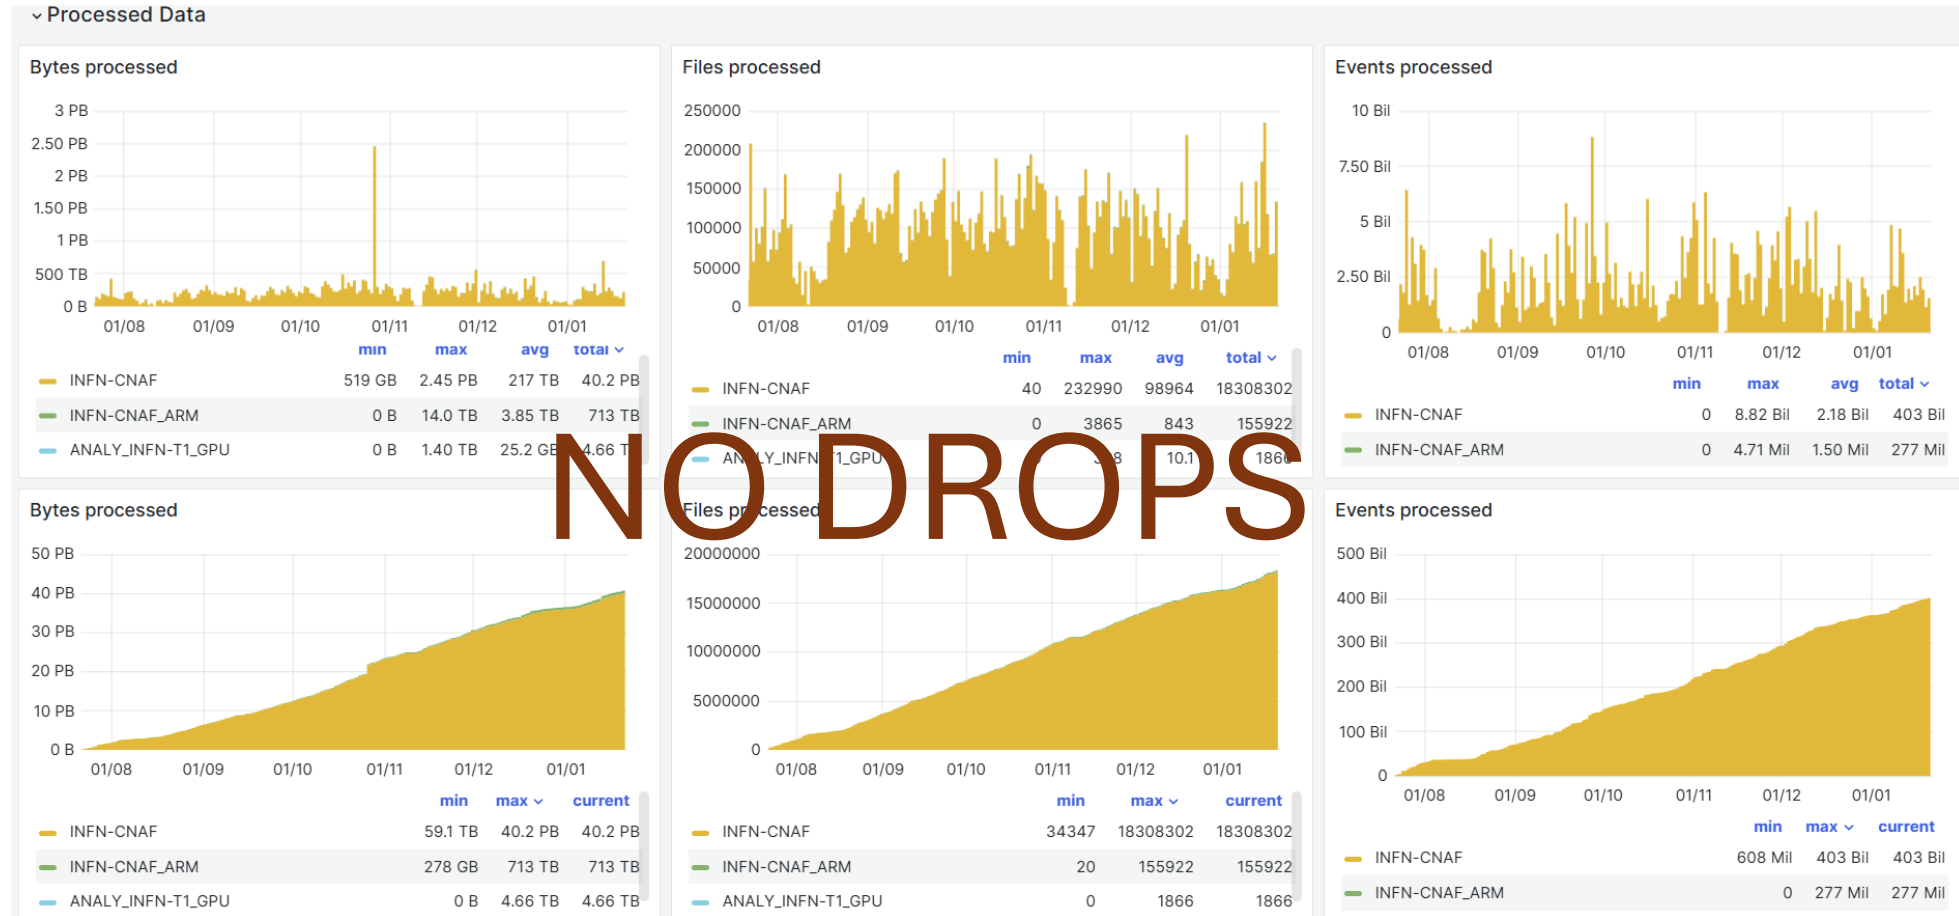 Processed Data
Bytes processed
3 PB
2.50 PB
2 PB
1.50 PB
1 PB
500 TB
0 B
01/08 01/09 01/10 01/11 01/12 01/01
min max avg total
INFN-CNAF 519 GB 2.45 PB 217 TB 40.2 PB
INFN-CNAF_ARM 0 B 14.0 TB 3.85 TB 713 TB
ANALY_INFN-T1_GPU 0 B 1.40 TB 25.2 GB 4.66 T
Files processed
250000
200000
150000
100000
50000
0
01/08 01/09 01/10 01/11 01/12 01/01
min max avg total
INFN-CNAF 40 232990 98964 18308302
INFN-CNAF_ARM 0 3865 843 155922
ANALY_INFN-T1_GPU 10.1 1866
Events processed
10 Bil
7.50 Bil
5 Bil
2.50 Bil
0
01/08 01/09 01/10 01/11 01/12 01/01
min max avg total
INFN-CNAF 0 8.82 Bil 2.18 Bil 403 Bil
INFN-CNAF_ARM 0 4.71 Mil 1.50 Mil 277 Mil
NO DROPS
Bytes processed
50 PB
40 PB
30 PB
20 PB
10 PB
0 B
01/08 01/09 01/10 01/11 01/12 01/01
min max current
INFN-CNAF 59.1 TB 40.2 PB 40.2 PB
INFN-CNAF_ARM 278 GB 713 TB 713 TB
ANALY_INFN-T1_GPU 0 B 4.66 TB 4.66 TB
Files processed
20000000
15000000
10000000
5000000
0
01/08 01/09 01/10 01/11 01/12 01/01
min max current
INFN-CNAF 34347 18308302 18308302
INFN-CNAF_ARM 20 155922 155922
ANALY_INFN-T1_GPU 0 1866 1866
Events processed
500 Bil
400 Bil
300 Bil
200 Bil
100 Bil
0
01/08 01/09 01/10 01/11 01/12 01/01
min max current
INFN-CNAF 608 Mil 403 Bil 403 Bil
INFN-CNAF_ARM 0 277 Mil 277 Mil